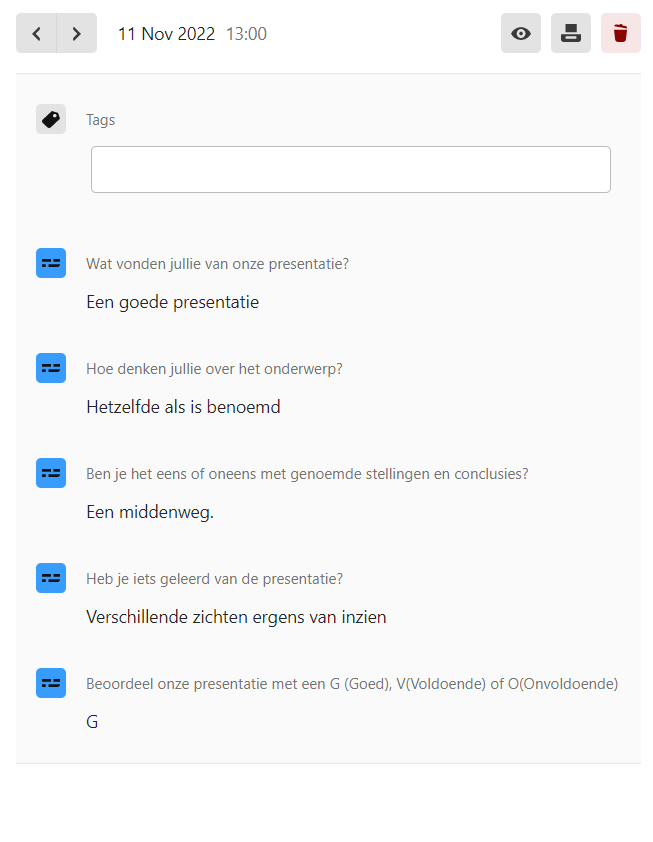 11 Nov 2022 13:00
Tags
Wat vonden jullie van onze presentatie?
Een goede presentatie
Hoe denken jullie over het onderwerp?
Hetzelfde als is benoemd
Ben je het eens of oneens met genoemde stellingen en conclusies?
Een middenweg.
Heb je iets geleerd van de presentatie?
Verschillende zichten ergens van inzien
Beoordeel onze presentatie met een G (Goed), V(Voldoende) of O(Onvoldoende)
G